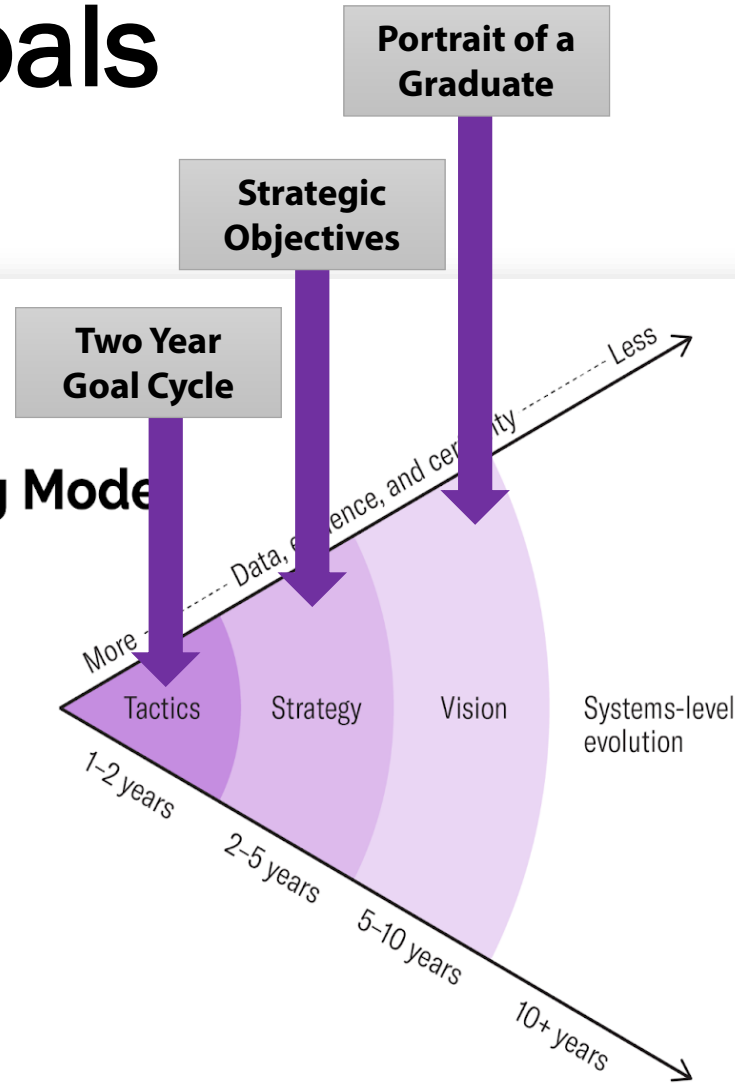 oals
Portrait of a
Graduate
Strategic
Objectives
Two Year
Goal Cycle
g Mode
More
Data,
ence, and cer
ity
Less
Tactics
Strategy
Vision
Systems-level
evolution
1–2 years
2–5 years
5–10 years
10+ years